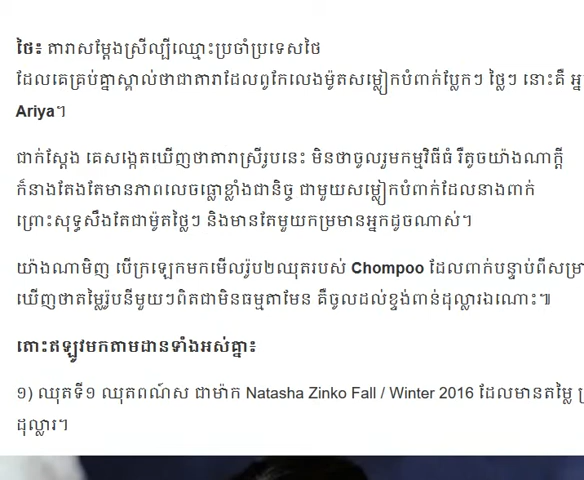 ថៃ៖ តារាសម្ដែងស្រីល្បីឈ្មោះប្រចាំប្រទេសថៃ
ដែលគេគ្រប់គ្នាស្គាល់ថាជាតារាដែលពូកែលេងម៉ូតសម្លៀកបំពាក់ប្លែកៗ ថ្លៃៗ នោះគឺ
Ariya។
ជាក់ស្ដែង គេសង្កេតឃើញថាតារាស្រីរូបនេះ មិនថាចូលរួមកម្មវិធីធំ រឺតូចយ៉ាងណាក្ដី
ក៏នាងតែងតែមានភាពលេចធ្លោខ្លាំងជានិច្ច ជាមួយសម្លៀកបំពាក់ដែលនាងពាក់
ព្រោះសុទ្ធសឹងតែជាម៉ូតថ្លៃៗ និងមានតែមួយកម្រមានអ្នកដូចណាស់។
យ៉ាងណាមិញ បើក្រឡេកមកមើលរ៉ូប២ឈុតរបស់ Chompoo ដែលពាក់បន្ទាប់ពី
ឃើញថាតម្លៃរ៉ូបនីមួយៗពិតជាមិនធម្មតាមែន គឺចូលដល់ខ្ទង់ពាន់ដុល្លារឯណោះ៕
តោះឥឡូវមកតាមដានទាំងអស់គ្នា៖
១) ឈុតទី១ ឈុតពណ៌ស ជាម៉ាក Natasha Zinko Fall / Winter 2016 ដែលមានតម្លៃ
ដុល្លារ។